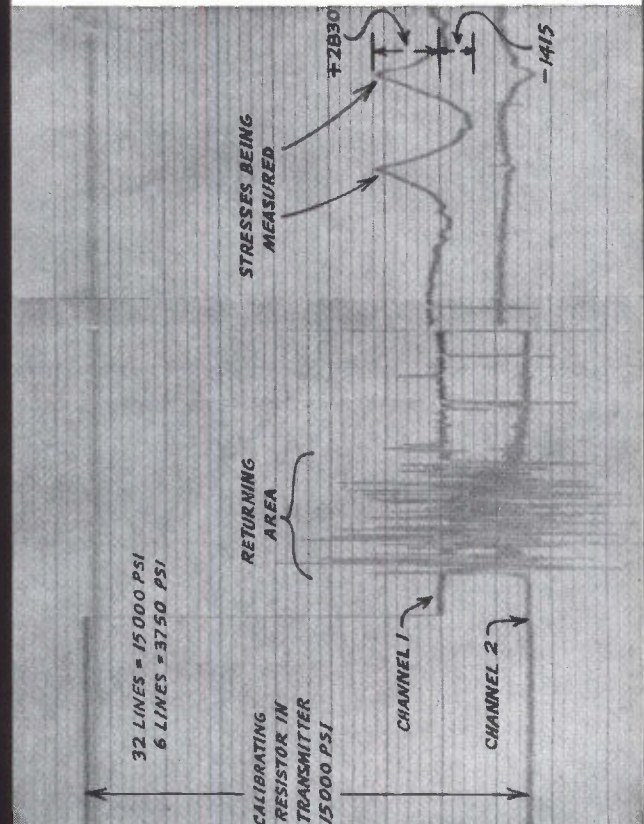 32 LINES = 15000 PSI
6 LINES = 3750 PSI
CALIBRATING
RESISTOR IN
TRANSMITTER
15000 PSI
RETURNING
AREA
STRESSES BEING
MEASURED
+2830
CHANNEL 1
CHANNEL 2
-1415